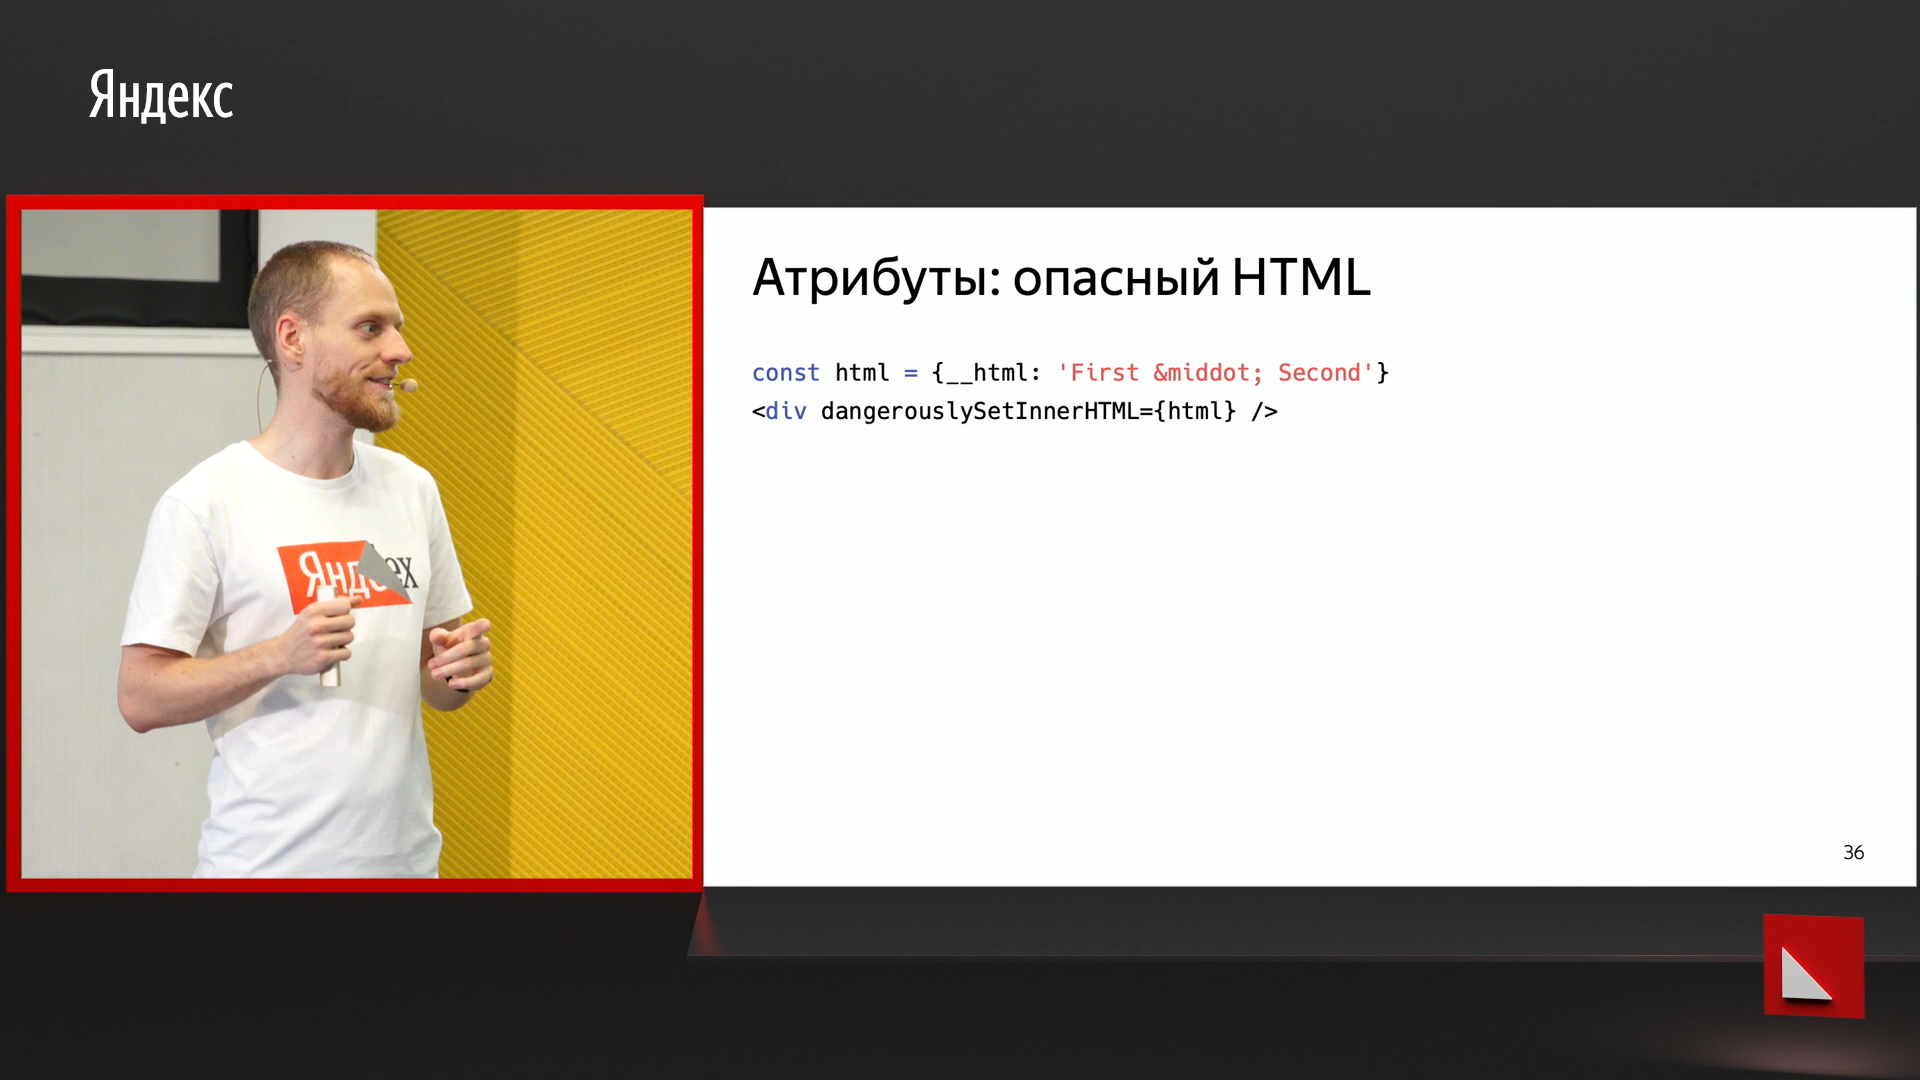 Яндекс
Атрибуты: опасный HTML
const html = {__html: 'First &middot; Second'}
<div dangerouslySetInnerHTML={html} />
36